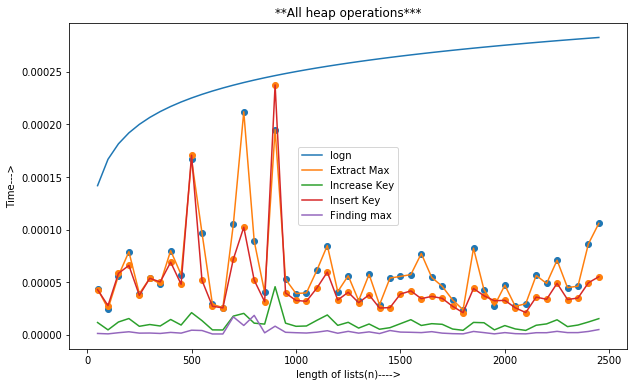 **All heap operations***
0.00025
0.00020
0.00015
0.00010
0.00005
0.00000
Time--->
logn
Extract Max
Increase Key
Insert Key
Finding max
0 500 1000 1500 2000 2500
length of lists(n)---->